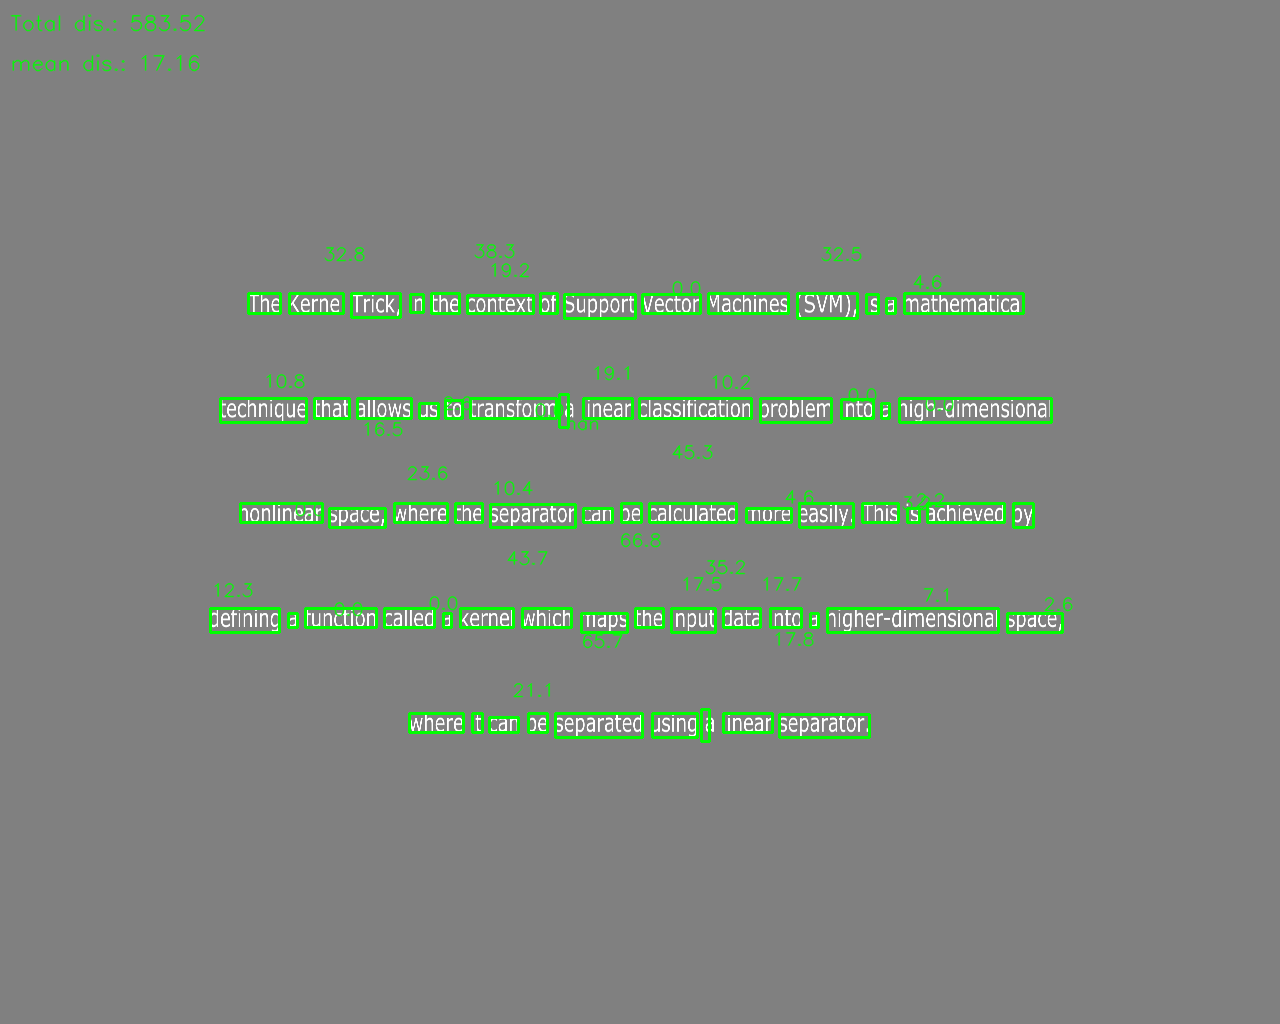 Total dis.: 583.52
mean dis.: 17.16
32.8 38.3 32.5
19.2
0.0 4.6
The Kernel Trick, in the context of Support Vector Machines (SVM), is a mathematical
10.8 19.1 10.2
0.0
technique that allows us to transform a linear classification problem into a high-dimensional,
16.5
45.3
23.6 10.4 4.6
nonlinear space, where the separator can be calculated more easily. This is achieved by
66.8
43.7 35.2
12.3 17.5 17.7 7.1 2.6
0.0
defining a function called a kernel, which maps the input data into a higher-dimensional space,
65.7 17.8
21.1
where it can be separated using a linear separator.